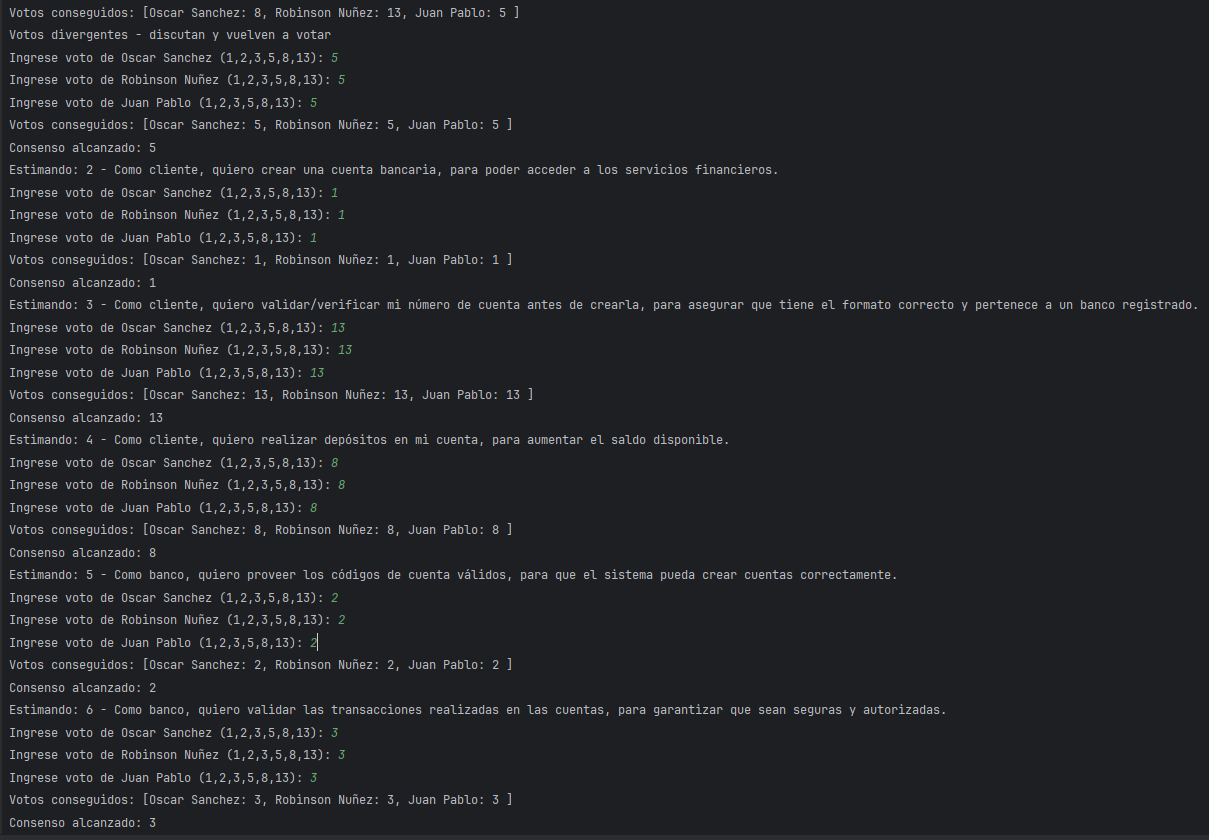 Votos conseguidos: [Oscar Sanchez: 8, Robinson Nuñez: 13, Juan Pablo: 5 ]
Votos divergentes - discutan y vuelven a votar
Ingrese voto de Oscar Sanchez (1,2,3,5,8,13): 5
Ingrese voto de Robinson Nuñez (1,2,3,5,8,13): 5
Ingrese voto de Juan Pablo (1,2,3,5,8,13): 5
Votos conseguidos: [Oscar Sanchez: 5, Robinson Nuñez: 5, Juan Pablo: 5 ]
Consenso alcanzado: 5
Estimando: 2 - Como cliente, quiero crear una cuenta bancaria, para poder acceder a los servicios financieros.
Ingrese voto de Oscar Sanchez (1,2,3,5,8,13): 1
Ingrese voto de Robinson Nuñez (1,2,3,5,8,13): 1
Ingrese voto de Juan Pablo (1,2,3,5,8,13): 1
Votos conseguidos: [Oscar Sanchez: 1, Robinson Nuñez: 1, Juan Pablo: 1 ]
Consenso alcanzado: 1
Estimando: 3 - Como cliente, quiero validar/verificar mi número de cuenta antes de crearla, para asegurar que tiene el formato correcto y pertenece a un banco registrado.
Ingrese voto de Oscar Sanchez (1,2,3,5,8,13): 13
Ingrese voto de Robinson Nuñez (1,2,3,5,8,13): 13
Ingrese voto de Juan Pablo (1,2,3,5,8,13): 13
Votos conseguidos: [Oscar Sanchez: 13, Robinson Nuñez: 13, Juan Pablo: 13 ]
Consenso alcanzado: 13
Estimando: 4 - Como cliente, quiero realizar depósitos en mi cuenta, para aumentar el saldo disponible.
Ingrese voto de Oscar Sanchez (1,2,3,5,8,13): 8
Ingrese voto de Robinson Nuñez (1,2,3,5,8,13): 8
Ingrese voto de Juan Pablo (1,2,3,5,8,13): 8
Votos conseguidos: [Oscar Sanchez: 8, Robinson Nuñez: 8, Juan Pablo: 8 ]
Consenso alcanzado: 8
Estimando: 5 - Como banco, quiero proveer los códigos de cuenta válidos, para que el sistema pueda crear cuentas correctamente.
Ingrese voto de Oscar Sanchez (1,2,3,5,8,13): 2
Ingrese voto de Robinson Nuñez (1,2,3,5,8,13): 2
Ingrese voto de Juan Pablo (1,2,3,5,8,13): 2
Votos conseguidos: [Oscar Sanchez: 2, Robinson Nuñez: 2, Juan Pablo: 2 ]
Consenso alcanzado: 2
Estimando: 6 - Como banco, quiero validar las transacciones realizadas en las cuentas, para garantizar que sean seguras y autorizadas.
Ingrese voto de Oscar Sanchez (1,2,3,5,8,13): 3
Ingrese voto de Robinson Nuñez (1,2,3,5,8,13): 3
Ingrese voto de Juan Pablo (1,2,3,5,8,13): 3
Votos conseguidos: [Oscar Sanchez: 3, Robinson Nuñez: 3, Juan Pablo: 3 ]
Consenso alcanzado: 3